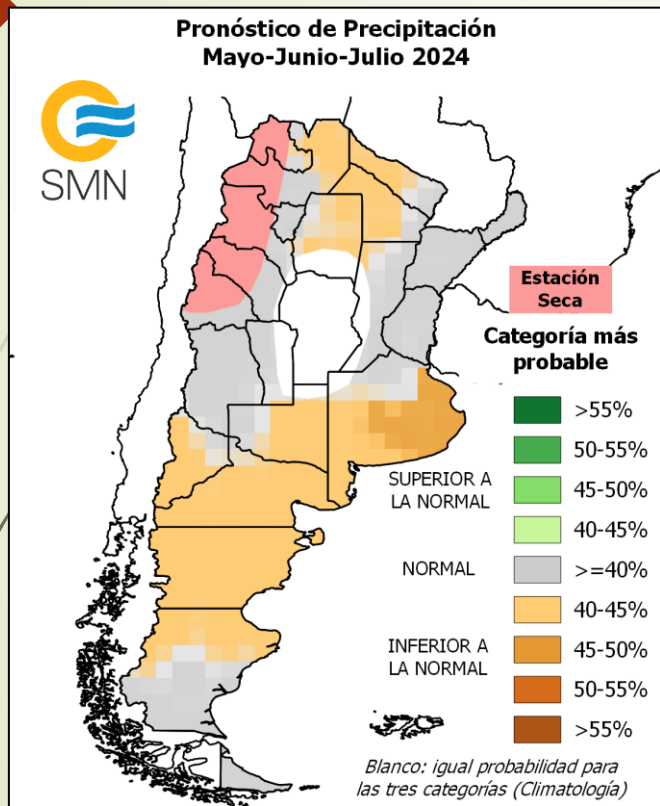 Pronóstico de Precipitación
Mayo-Junio-Julio 2024
SMN
Estación
Seca
Categoría más
probable
>55%
50-55%
SUPERIOR A
LA NORMAL
45-50%
40-45%
NORMAL
>=40%
40-45%
INFERIOR A
LA NORMAL
45-50%
50-55%
>55%
Blanco: igual probabilidad para
las tres categorías (Climatología)